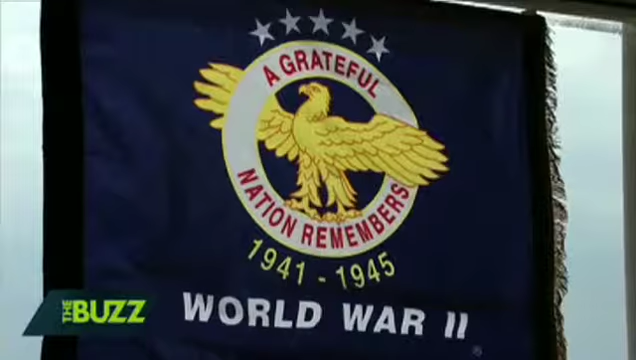 A GRATEFUL
NATION REMEMBERS
1941 - 1945
WORLD WAR II
THE BUZZ